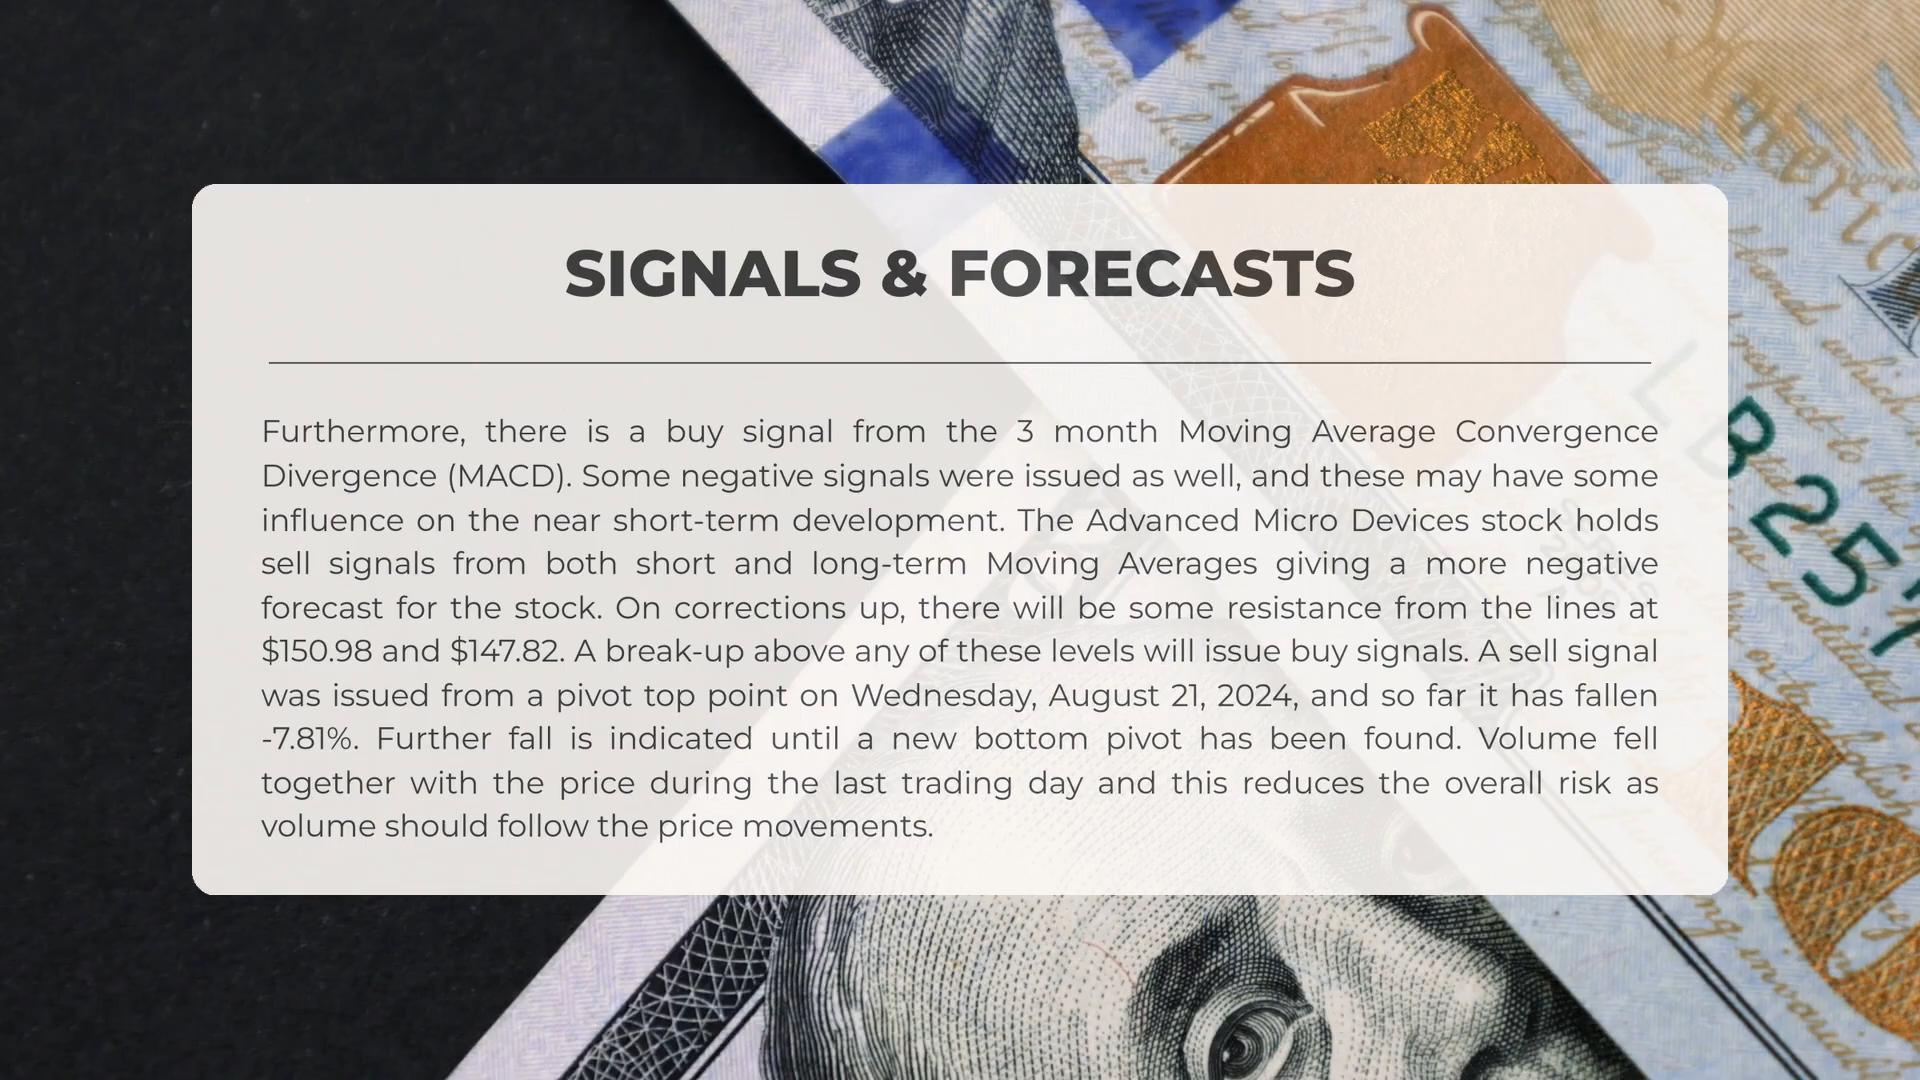 SIGNALS & FORECASTS
Furthermore, there is a buy signal from the 3 month Moving Average Convergence
Divergence (MACD). Some negative signals were issued as well, and these may have some
influence on the near short-term development. The Advanced Micro Devices stock holds
sell signals from both short and long-term Moving Averages giving a more negative
forecast for the stock. On corrections up, there will be some resistance from the lines at
$150.98 and $147.82. A break-up above any of these levels will issue buy signals. A sell signal
was issued from a pivot top point on Wednesday, August 21, 2024, and so far it has fallen
-7.81%. Further fall is indicated until a new bottom pivot has been found. Volume fell
together with the price during the last trading day and this reduces the overall risk as
volume should follow the price movements.